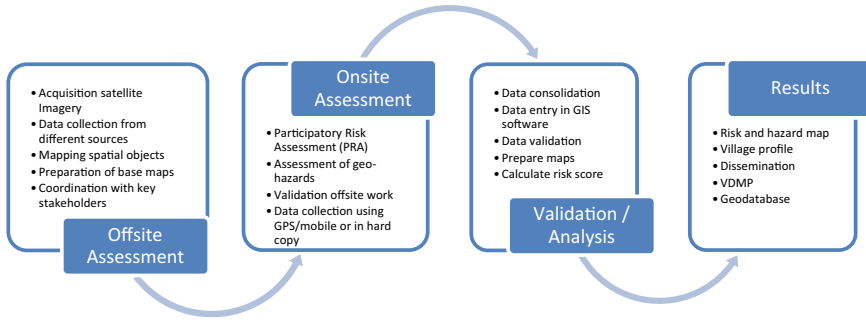 • Acquisition satellite
Imagery
• Data collection from
different sources
• Mapping spatial objects
• Preparation of base maps
• Coordination with key
stakeholders
Offsite
Assessment
Onsite
Assessment
• Participatory Risk
Assessment (PRA)
• Assessment of geo-
hazards
• Validation offsite work
• Data collection using
GPS/mobile or in hard
copy
• Data consolidation
• Data entry in GIS
software
• Data validation
• Prepare maps
• Calculate risk score
Validation /
Analysis
Results
• Risk and hazard map
• Village profile
• Dissemination
• VDMP
• Geodatabase